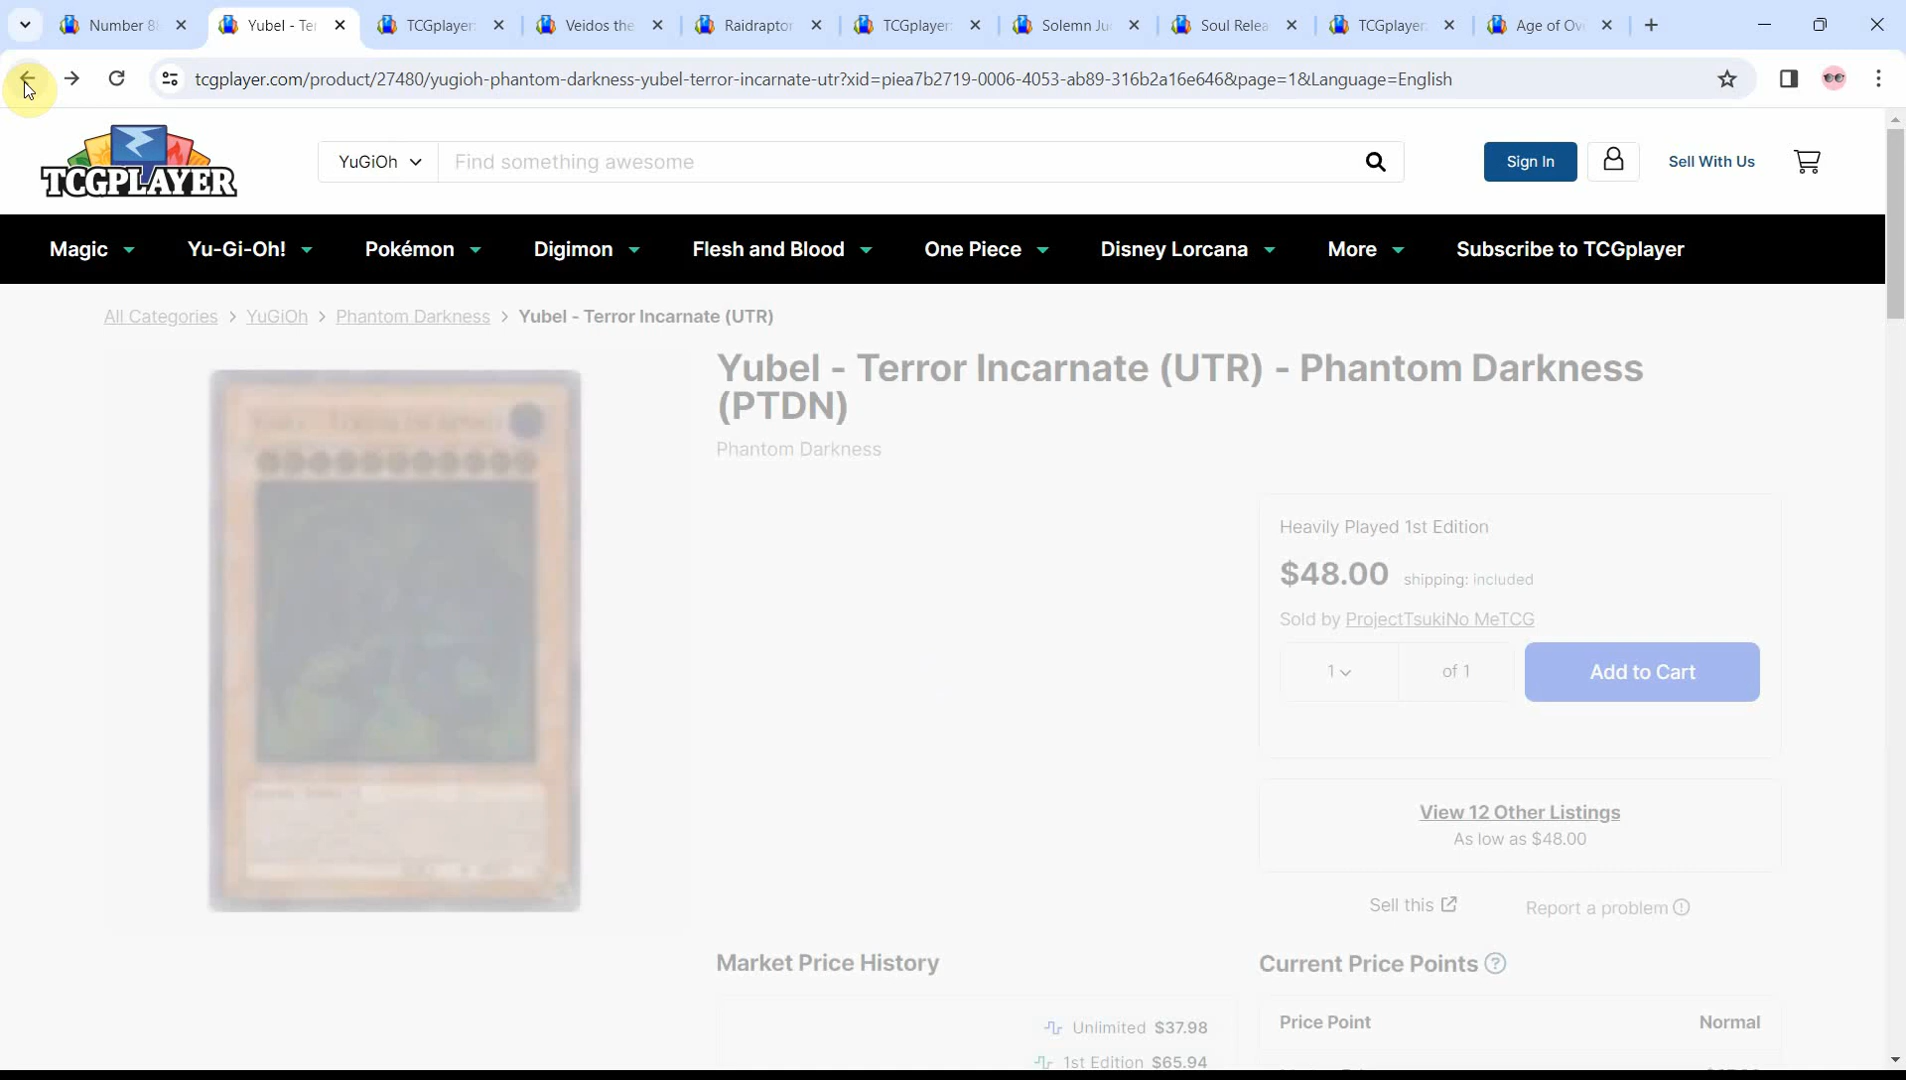 Number 8
Yubel - Ter
TCGplayer:
Veidos the
Raidraptor
TCGplayer:
Solemn Ju
Soul Relea
TCGplayer:
Age of Ov
tcgplayer.com/product/27480/yugioh-phantom-darkness-yubel-terror-incarnate-utr?xid=piea7b2719-0006-4053-ab89-316b2a16e646&page=1&Language=English
TCGPLAYER
YuGiOh
Find something awesome
Sign In
Sell With Us
Magic
Yu-Gi-Oh!
Pokémon
Digimon
Flesh and Blood
One Piece
Disney Lorcana
More
Subscribe to TCGplayer
All Categories > YuGiOh > Phantom Darkness > Yubel - Terror Incarnate (UTR)
Yubel - Terror Incarnate (UTR) - Phantom Darkness
(PTDN)
Phantom Darkness
Heavily Played 1st Edition
$48.00 shipping: included
Sold by ProjectTsukiNo MeTCG
1 of 1
Add to Cart
View 12 Other Listings
As low as $48.00
Sell this
Report a problem
Market Price History
Current Price Points
Unlimited $37.98
1st Edition $65.94
Price Point
Normal